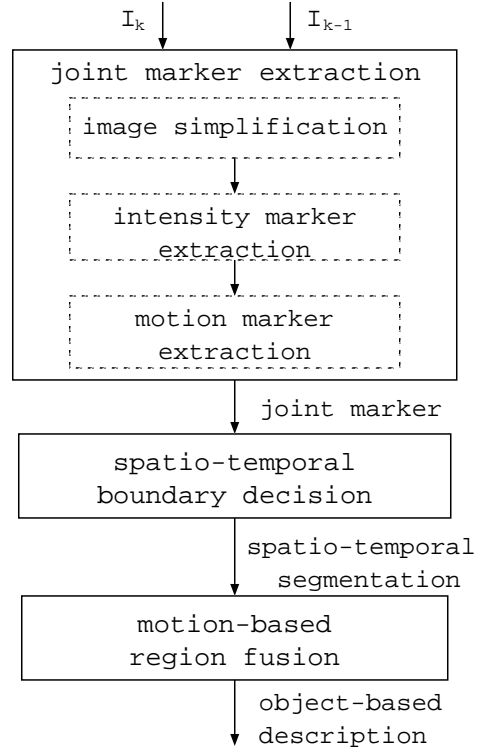 I_k I_{k-1}
joint marker extraction
image simplification
intensity marker
extraction
motion marker
extraction
joint marker
spatio-temporal
boundary decision
spatio-temporal
segmentation
motion-based
region fusion
object-based
description